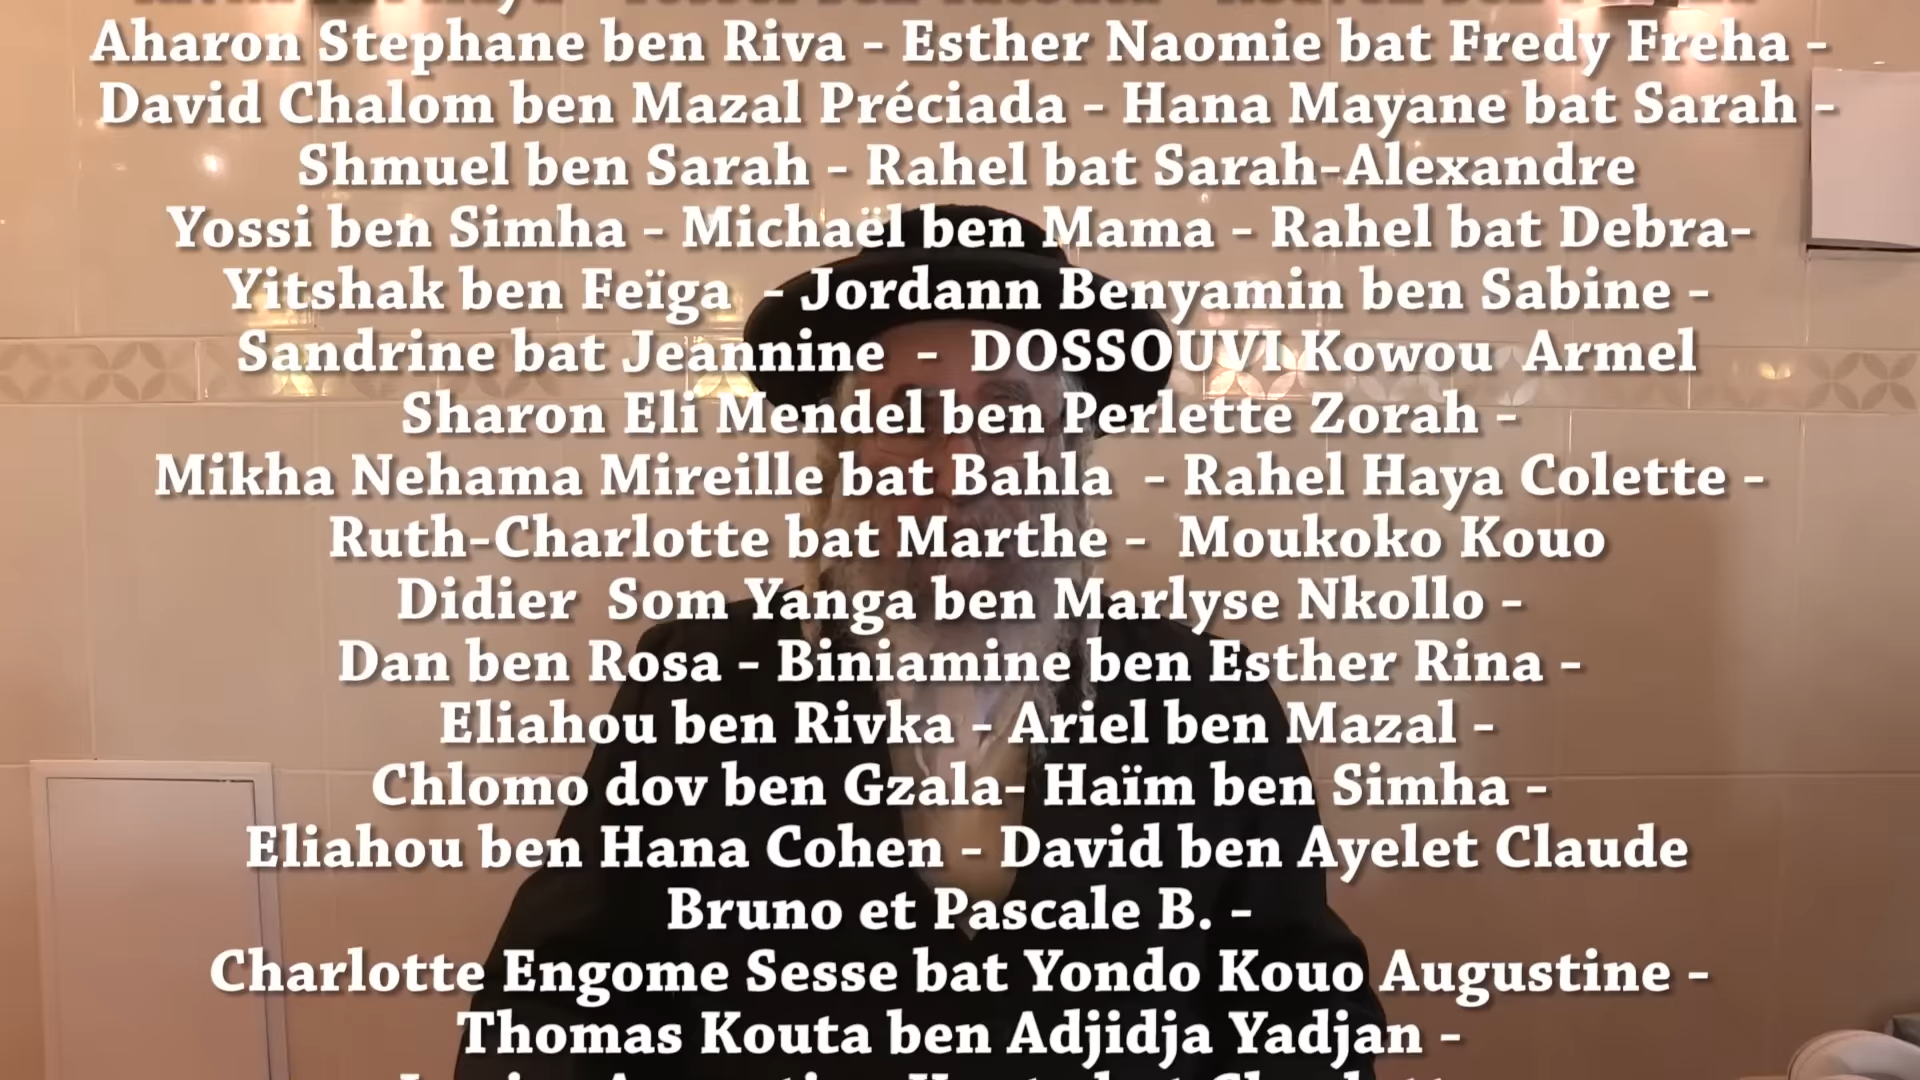 Aharon Stephane ben Riva - Esther Naomie bat Fredy Freha -
David Chalom ben Mazal Préciada - Hana Mayane bat Sarah -
Shmuel ben Sarah - Rahel bat Sarah-Alexandre
Yossi ben Simha - Michaël ben Mama - Rahel bat Debra-
Yitshak ben Feïga - Jordann Benyamin ben Sabine -
Sandrine bat Jeannine - DOSSOUVI Kowou Armel
Sharon Eli Mendel ben Perlette Zorah -
Mikha Nehama Mireille bat Bahla - Rahel Haya Colette -
Ruth-Charlotte bat Marthe - Moukoko Kouo
Didier Som Yanga ben Marlyse Nkollo -
Dan ben Rosa - Biniamine ben Esther Rina -
Eliahou ben Rivka - Ariel ben Mazal -
Chlomo dov ben Gzala- Haïm ben Simha -
Eliahou ben Hana Cohen - David ben Ayelet Claude
Bruno et Pascale B. -
Charlotte Engome Sesse bat Yondo Kouo Augustine -
Thomas Kouta ben Adjidja Yadjan -